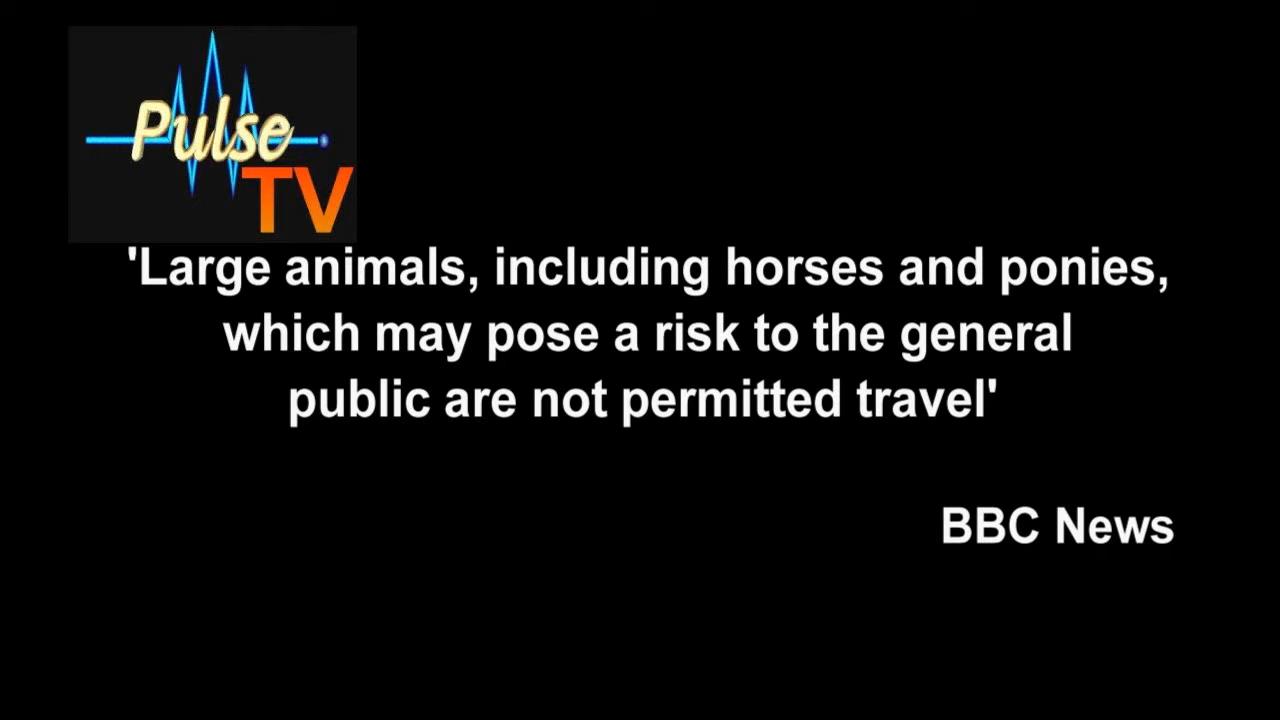 Pulse
TV
'Large animals, including horses and ponies,
which may pose a risk to the general
public are not permitted travel'
BBC News